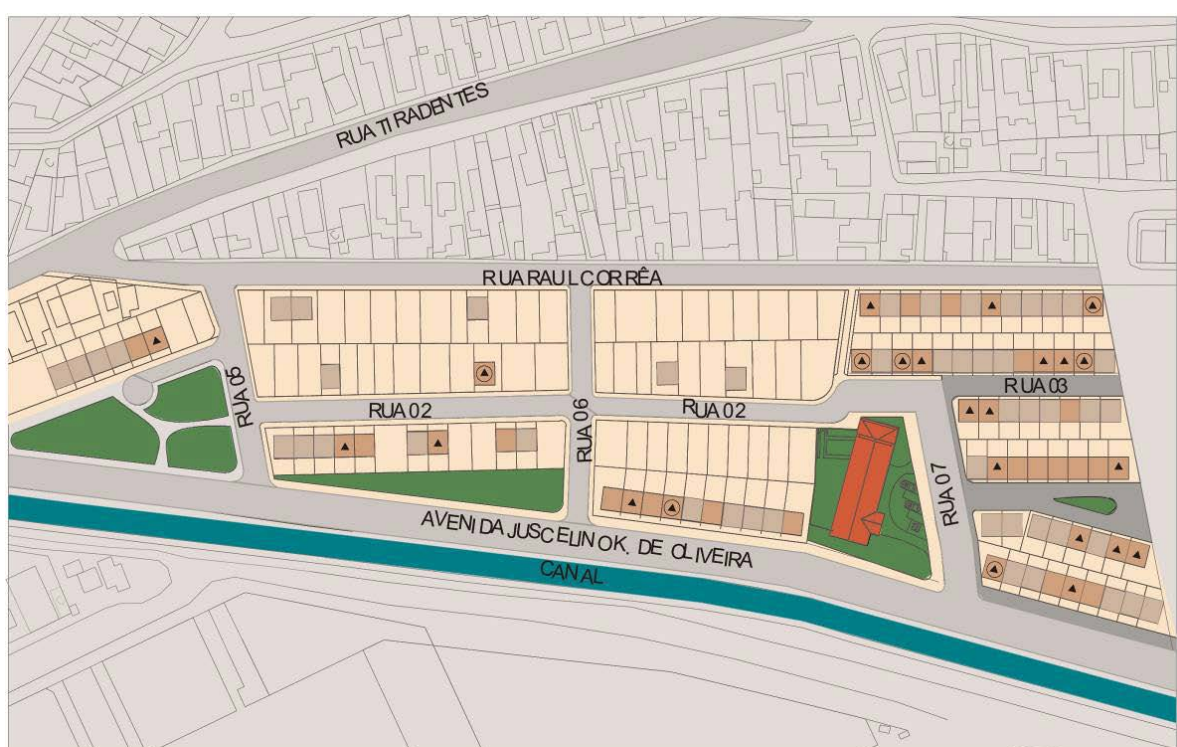 RUA TIRADENTES
RUA RAUL CORRÊA
RUA 05
RUA 02
RUA 06
RUA 02
RUA 03
RUA 07
AVENIDA JUSCELINO K. DE OLIVEIRA
CANAL